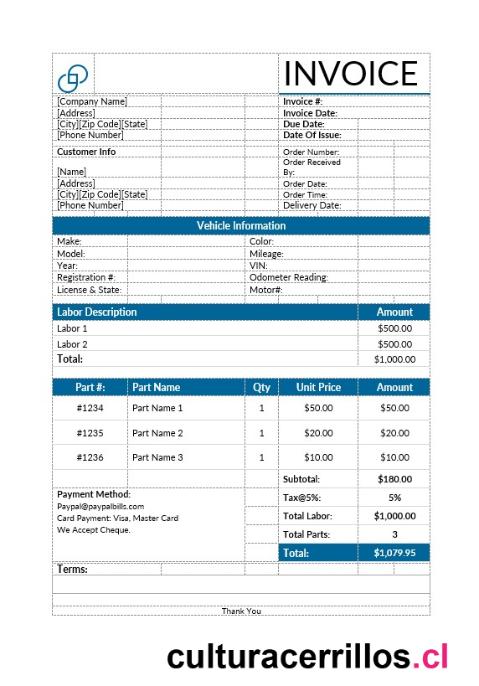 INVOICE
[Company Name] Invoice #:
[Address] Invoice Date:
[City][Zip Code][State] Due Date:
[Phone Number] Date Of Issue:
Customer Info Order Number:
Order Received
[Name] By:
[Address] Order Date:
[City][Zip Code][State] Order Time:
[Phone Number] Delivery Date:
Vehicle Information
Make: Color:
Model: Mileage:
Year: VIN:
Registration #: Odometer Reading:
License & State: Motor#:
Labor Description Amount
Labor 1 $500.00
Labor 2 $500.00
Total: $1,000.00
Part #: Part Name Qty Unit Price Amount
#1234 Part Name 1 1 $50.00 $50.00
#1235 Part Name 2 1 $20.00 $20.00
#1236 Part Name 3 1 $10.00 $10.00
Subtotal: $180.00
Payment Method: Tax@5%: 5%
Paypal@paypalbills.com
Card Payment: Visa, Master Card Total Labor: $1,000.00
We Accept Cheque.
Total Parts: 3
Total: $1,079.95
Terms:
Thank You
culturacerrillos.cl